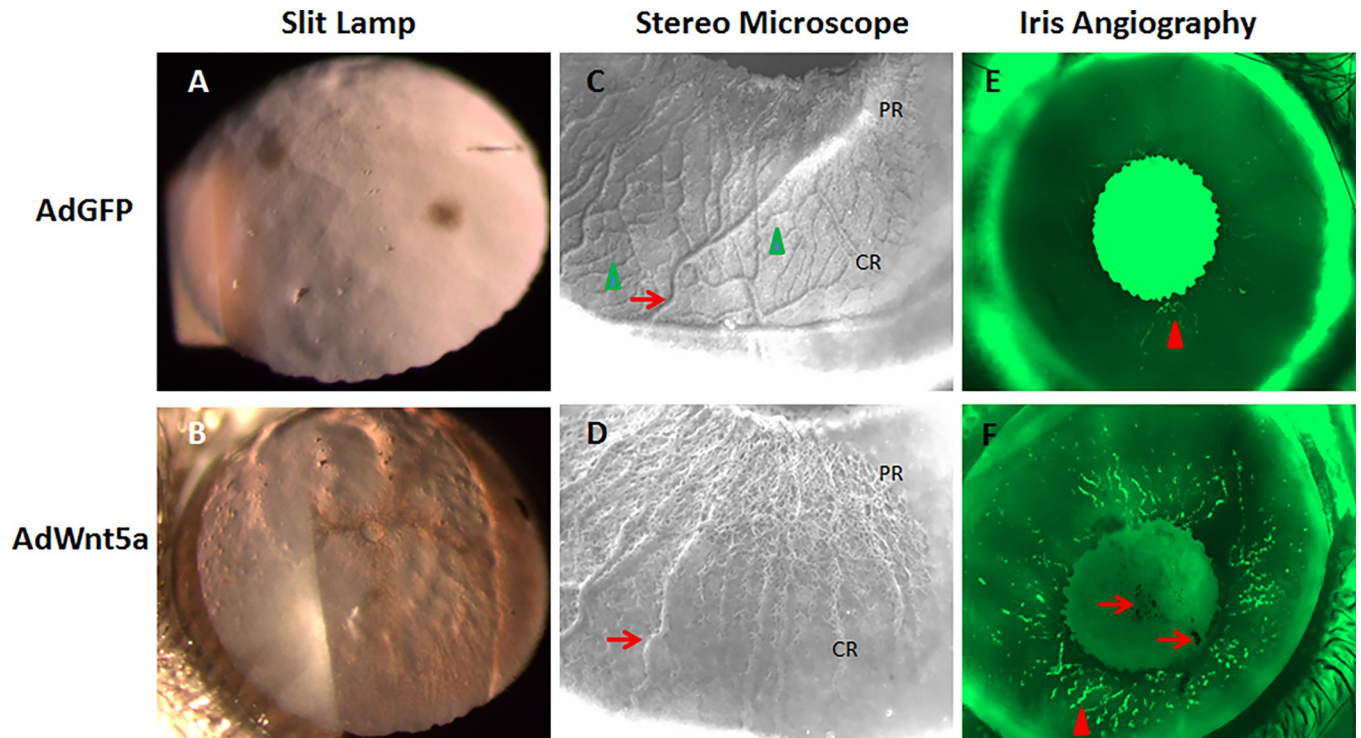 Slit Lamp Stereo Microscope Iris Angiography
AdGFP
A
C
PR
CR
E
AdWnt5a
B
D
PR
CR
F